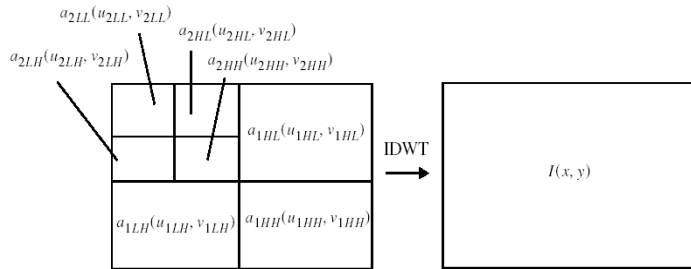 a2LL(u2LL, v2LL)
a2HL(u2HL, v2HL)
a2LH(u2LH, v2LH)
a2HH(u2HH, v2HH)
a1HL(u1HL, v1HL)
IDWT
I(x, y)
a1LH(u1LH, v1LH)
a1HH(u1HH, v1HH)